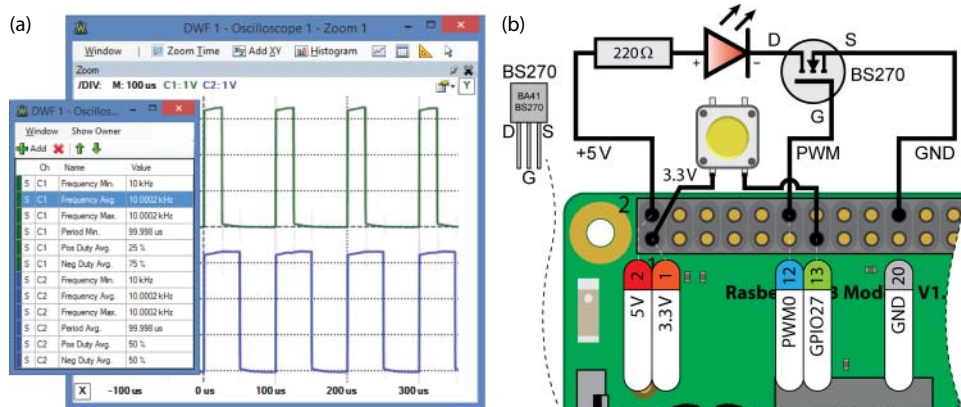 (a)
DWF 1 - Oscilloscope 1 - Zoom 1
Window Zoom Time Add XY Histogram
Zoom
/DIV: M: 100 us C1: 1 V C2: 1 V Y
DWF 1 - Oscillos...
Window Show Owner
Add
Ch Name Value
S C1 Frequency Min. 10 kHz
S C1 Frequency Avg. 10.0002 kHz
S C1 Frequency Max. 10.0002 kHz
S C1 Period Min. 99.998 us
S C1 Pos Duty Avg. 25 %
S C1 Neg Duty Avg. 75 %
S C2 Frequency Min. 10 kHz
S C2 Frequency Avg. 10.0002 kHz
S C2 Frequency Max. 10.0002 kHz
S C2 Period Avg. 99.998 us
S C2 Pos Duty Avg. 50 %
S C2 Neg Duty Avg. 50 %
X -100 us 0 us 100 us 200 us 300 us
(b)
220Ω
+ -
D S
BS270
G
BS270
BA41
BS270
D S
G
+5V
3.3V
PWM
GND
2
1
2 1 12 13 20
5V
3.3V
PWM0
GPIO27
GND
Rasbe 3 Mod V1.